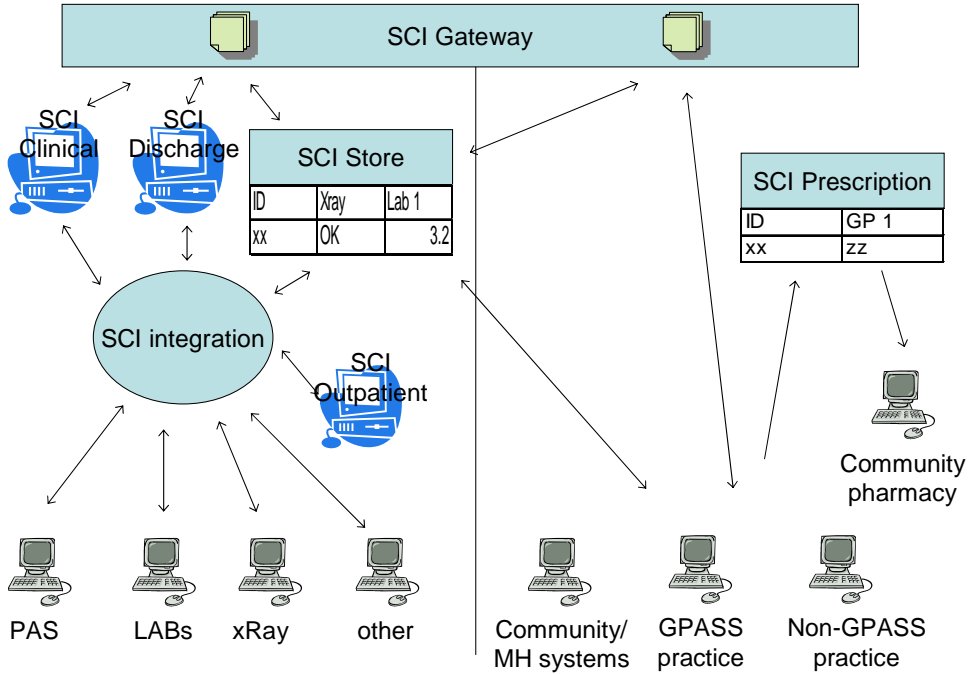 SCI Gateway
SCI
Clinical
SCI
Discharge
SCI Store
ID Xray Lab 1
xx OK 3.2
SCI Prescription
ID GP 1
xx zz
SCI integration
SCI
Outpatient
Community
pharmacy
PAS
LABs
xRay
other
Community/
MH systems
GPASS
practice
Non-GPASS
practice